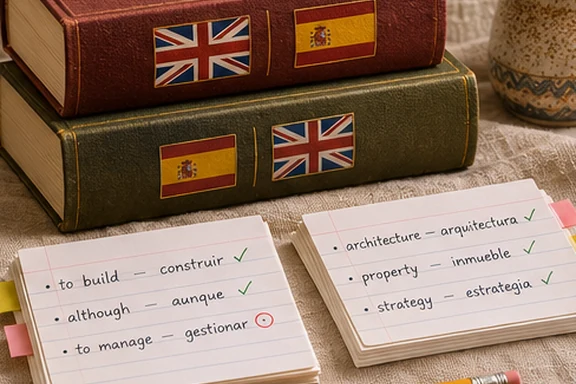 • to build — construir ✓
• although — aunque ✓
• to manage — gestionar
• architecture — arquitectura ✓
• property — inmueble ✓
• strategy — estrategia ✓